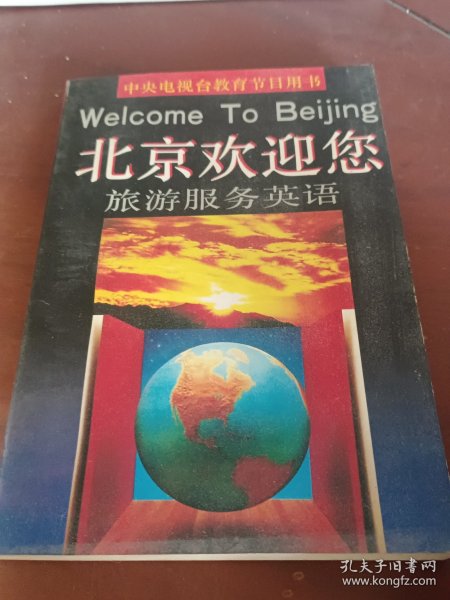 中央电视台教育节目用书
Welcome To Beijing
北京欢迎您
旅游服务英语
孔夫子旧书网
www.kongfz.com